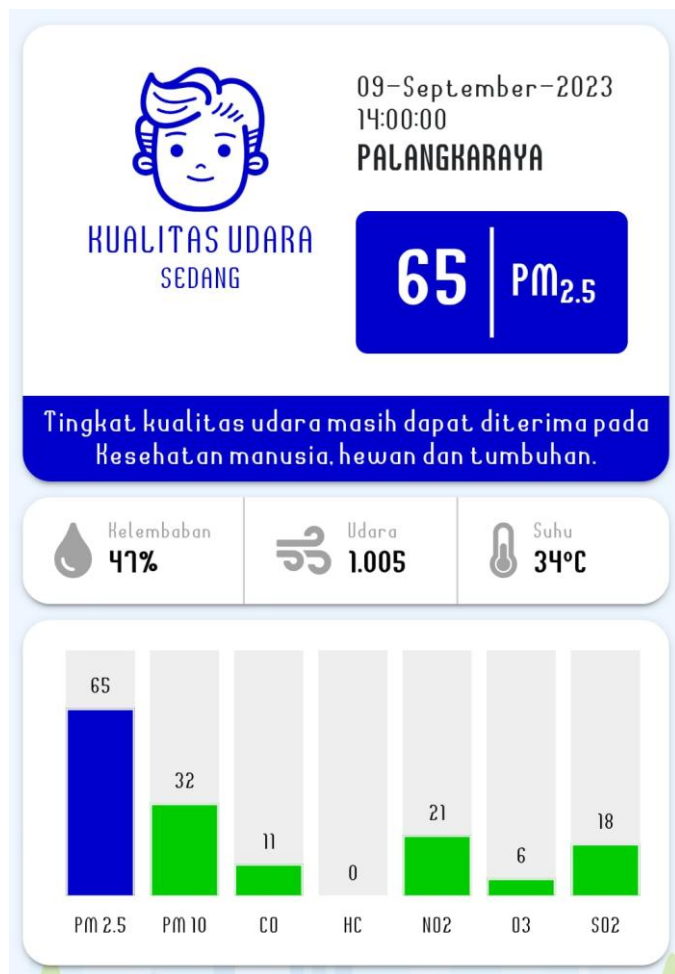 09-September-2023
14:00:00
PALANGKARAYA
KUALITAS UDARA
SEDANG
65
PM2.5
Tingkat kualitas udara masih dapat diterima pada
Kesehatan manusia, hewan dan tumbuhan.
Kelembaban
47%
Udara
1.005
Suhu
34ºC
65
32
11
0
21
6
18
PM 2.5
PM 10
CO
HC
NO2
O3
SO2